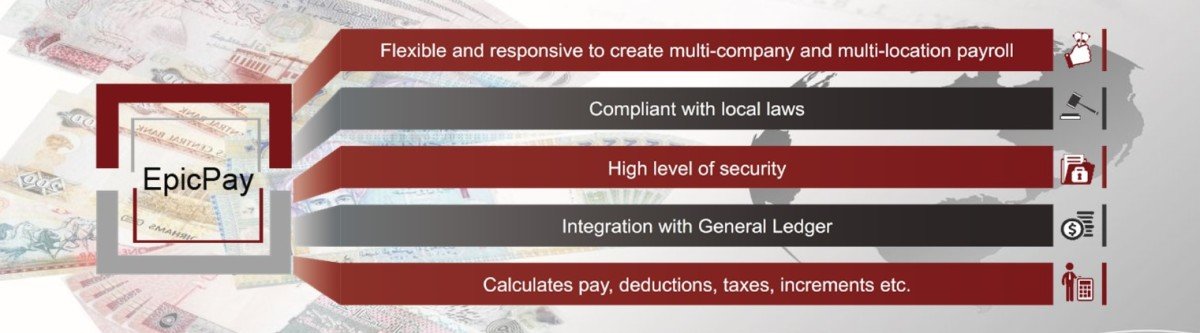 Flexible and responsive to create multi-company and multi-location payroll
Compliant with local laws
EpicPay
High level of security
Integration with General Ledger
Calculates pay, deductions, taxes, increments etc.